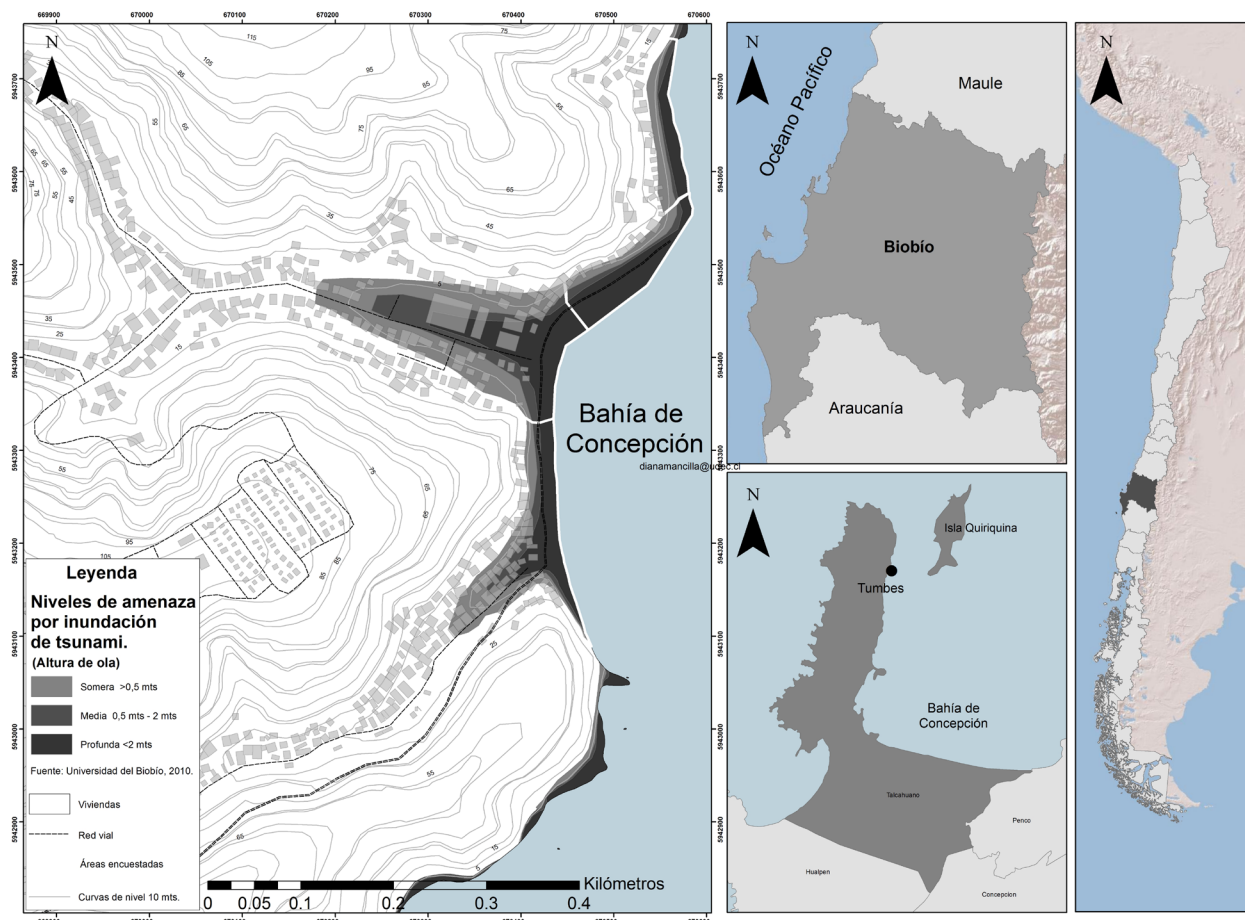 669900 670000 670100 670200 670300 670400 670500 670600
N
5943700
5943600
5943500
5943400
5943300
5943200
5943100
5943000
5942900
115
105
95
85
75
65
55
45
35
25
15
5
Bahía de
Concepción
dianamancilla@udec.cl
Leyenda
Niveles de amenaza
por inundación
de tsunami.
(Altura de ola)
Somera >0,5 mts
Media 0,5 mts - 2 mts
Profunda <2 mts
Fuente: Universidad del Biobío, 2010.
Viviendas
Red vial
Áreas encuestadas
Curvas de nivel 10 mts.
Kilómetros
0 0.05 0.1 0.2 0.3 0.4
N
Océano Pacífico
Maule
Biobío
Araucanía
N
Isla Quiriquina
Tumbes
Bahía de
Concepción
Talcahuano
Penco
Hualpen
Concepcion
N